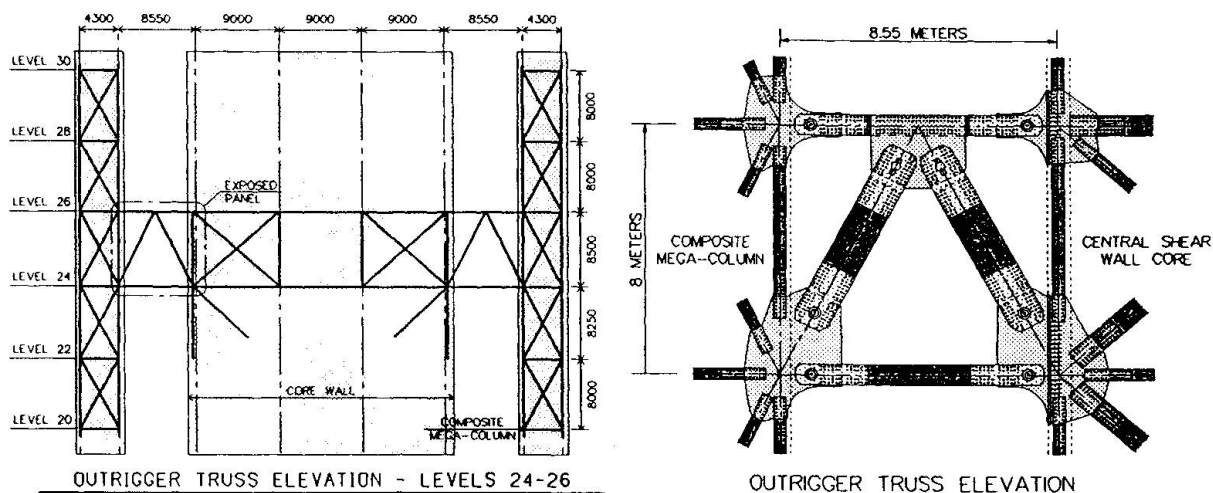 4300 8550 9000 9000 9000 8550 4300
LEVEL 30
LEVEL 28
LEVEL 26
LEVEL 24
LEVEL 22
LEVEL 20
EXPOSED
PANEL
CORE WALL
COMPOSITE
MEGA-COLUMN
8000
8000
8500
8250
8000
OUTRIGGER TRUSS ELEVATION - LEVELS 24-26
8.55 METERS
8 METERS
COMPOSITE
MEGA-COLUMN
CENTRAL SHEAR
WALL CORE
OUTRIGGER TRUSS ELEVATION